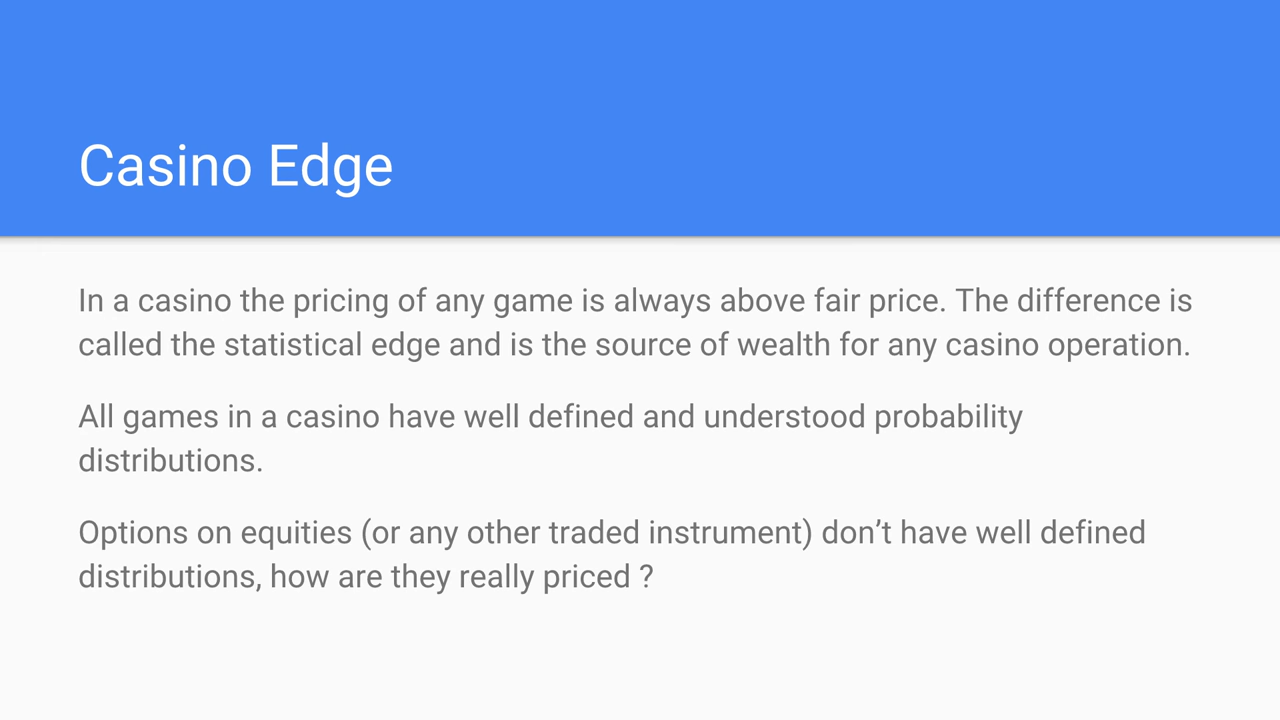 Casino Edge
In a casino the pricing of any game is always above fair price. The difference is
called the statistical edge and is the source of wealth for any casino operation.
All games in a casino have well defined and understood probability
distributions.
Options on equities (or any other traded instrument) don’t have well defined
distributions, how are they really priced ?